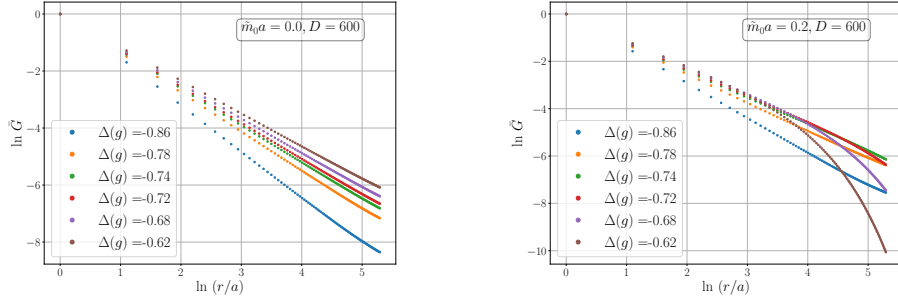 m̃₀a = 0.0, D = 600
ln G̃
0
−2
−4
−6
−8
Δ(g) =-0.86
Δ(g) =-0.78
Δ(g) =-0.74
Δ(g) =-0.72
Δ(g) =-0.68
Δ(g) =-0.62
0 1 2 3 4 5
ln (r/a)
m̃₀a = 0.2, D = 600
ln G̃
0
−2
−4
−6
−8
−10
Δ(g) =-0.86
Δ(g) =-0.78
Δ(g) =-0.74
Δ(g) =-0.72
Δ(g) =-0.68
Δ(g) =-0.62
0 1 2 3 4 5
ln (r/a)